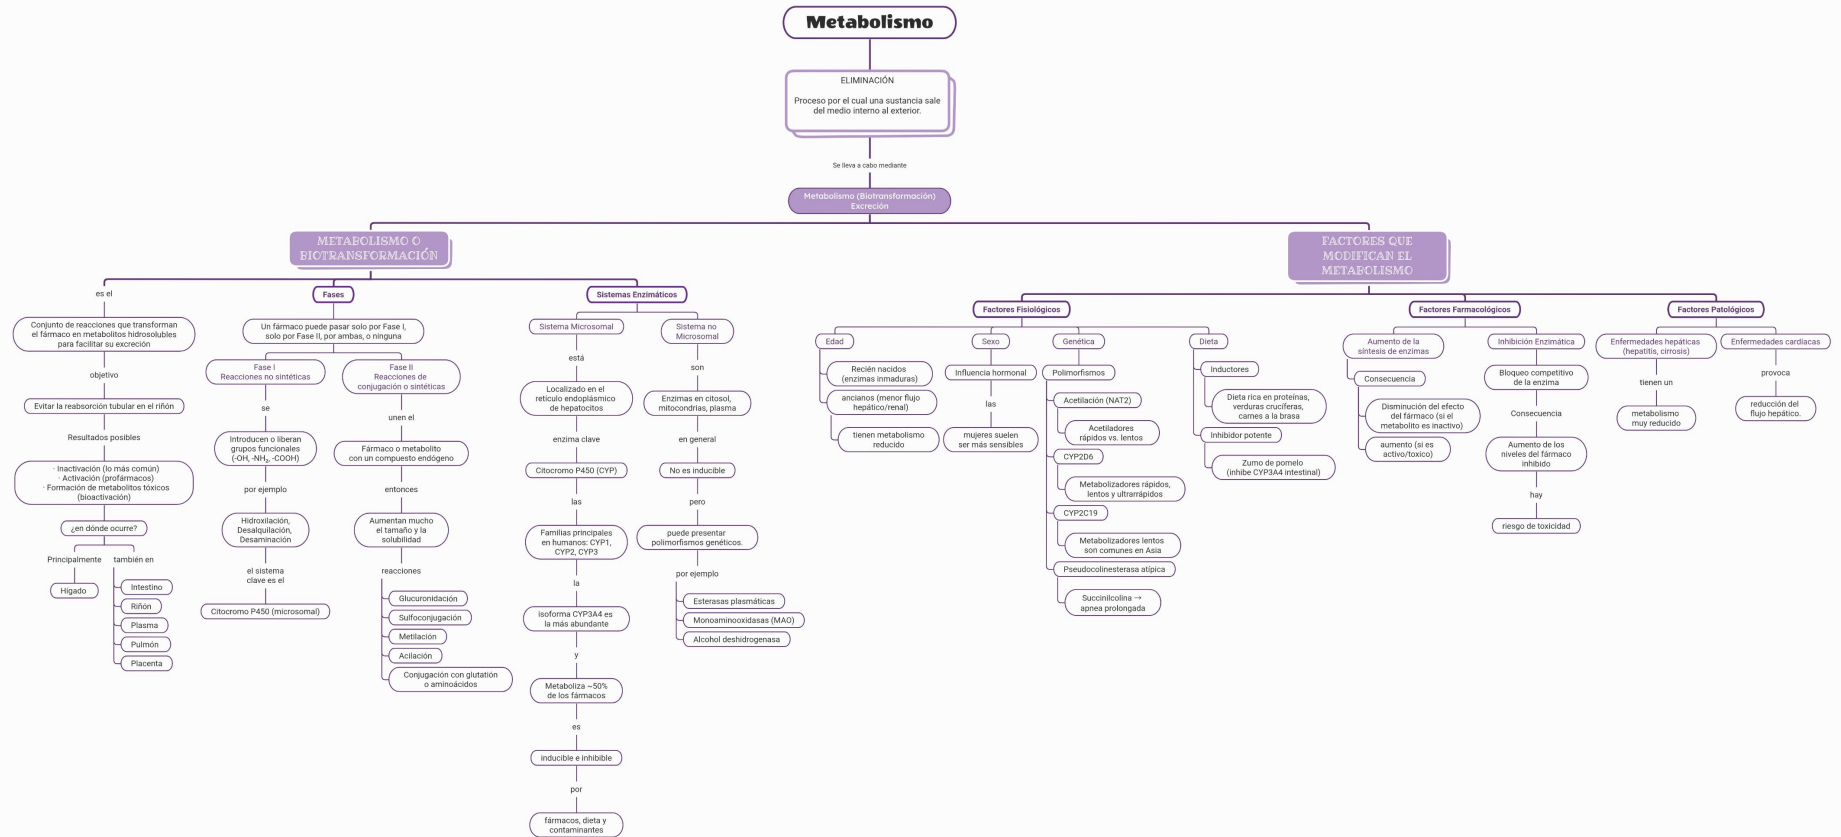 Metabolismo
ELIMINACIÓN
Proceso por el cual una sustancia sale
del medio interno al exterior.
Se lleva a cabo mediante
Metabolismo (Biotransformación)
Excreción
METABOLISMO O
BIOTRANSFORMACIÓN
es el
Conjunto de reacciones que transforman
el fármaco en metabolitos hidrosolubles
para facilitar su excreción
objetivo
Evitar la reabsorción tubular en el riñón
Resultados posibles
· Inactivación (lo más común)
· Activación (profármacos)
· Formación de metabolitos tóxicos
(bioactivación)
¿en dónde ocurre?
Principalmente
Hígado
también en
Intestino
Riñón
Plasma
Pulmón
Placenta
Fases
Un fármaco puede pasar solo por Fase I,
solo por Fase II, por ambas, o ninguna
Fase I
Reacciones no sintéticas
se
Introducen o liberan
grupos funcionales
(-OH, -NH₂, -COOH)
por ejemplo
Hidroxilación,
Desalquilación,
Desaminación
el sistema
clave es el
Citocromo P450 (microsomal)
Fase II
Reacciones de
conjugación o sintéticas
unen el
Fármaco o metabolito
con un compuesto endógeno
entonces
Aumentan mucho
el tamaño y la
solubilidad
reacciones
Glucuronidación
Sulfoconjugación
Metilación
Acilación
Conjugación con glutatión
o aminoácidos
Sistemas Enzimáticos
Sistema Microsomal
está
Localizado en el
retículo endoplásmico
de hepatocitos
enzima clave
Citocromo P450 (CYP)
las
Familias principales
en humanos: CYP1,
CYP2, CYP3
la
isoforma CYP3A4 es
la más abundante
y
Metaboliza ~50%
de los fármacos
es
inducible e inhibible
por
fármacos, dieta y
contaminantes
Sistema no
Microsomal
son
Enzimas en citosol,
mitocondrias, plasma
en general
No es inducible
pero
puede presentar
polimorfismos genéticos.
por ejemplo
Esterasas plasmáticas
Monoaminooxidasas (MAO)
Alcohol deshidrogenasa
FACTORES QUE
MODIFICAN EL
METABOLISMO
Factores Fisiológicos
Edad
Recién nacidos
(enzimas inmaduras)
ancianos (menor flujo
hepático/renal)
tienen metabolismo
reducido
Sexo
Influencia hormonal
las
mujeres suelen
ser más sensibles
Genética
Polimorfismos
Acetilación (NAT2)
Acetiladores
rápidos vs. lentos
CYP2D6
Metabolizadores rápidos,
lentos y ultrarrápidos
CYP2C19
Metabolizadores lentos
son comunes en Asia
Pseudocolinesterasa atípica
Succinilcolina →
apnea prolongada
Dieta
Inductores
Dieta rica en proteínas,
verduras crucíferas,
carnes a la brasa
Inhibidor potente
Zumo de pomelo
(inhibe CYP3A4 intestinal)
Factores Farmacológicos
Aumento de la
síntesis de enzimas
Consecuencia
Disminución del efecto
del fármaco (si el
metabolito es inactivo)
aumento (si es
activo/toxico)
Inhibición Enzimática
Bloqueo competitivo
de la enzima
Consecuencia
Aumento de los
niveles del fármaco
inhibido
hay
riesgo de toxicidad
Factores Patológicos
Enfermedades hepáticas
(hepatitis, cirrosis)
tienen un
metabolismo
muy reducido
Enfermedades cardiacas
provoca
reducción del
flujo hepático.